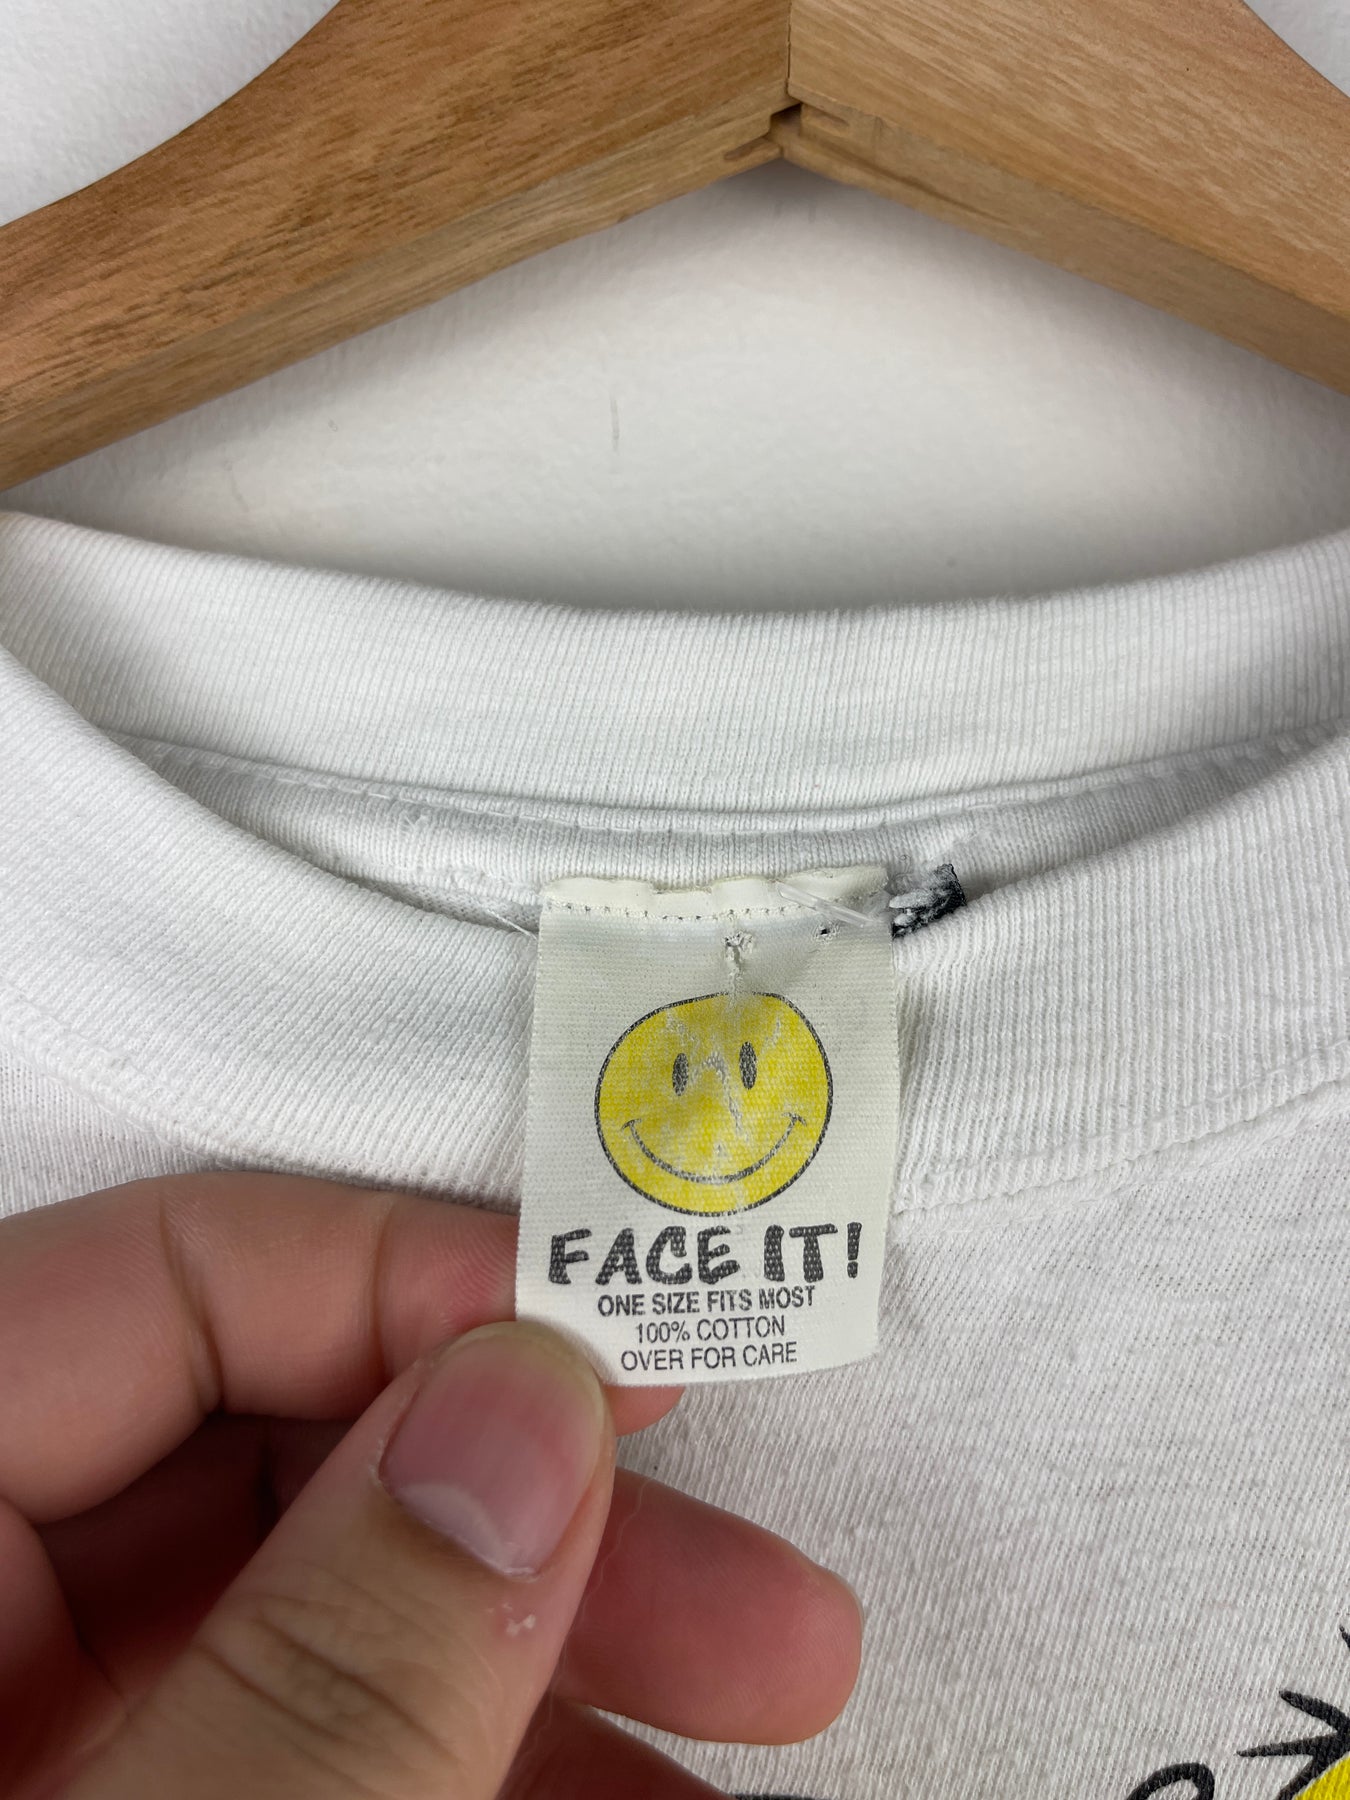 FACE IT!
ONE SIZE FITS MOST
100% COTTON
OVER FOR CARE